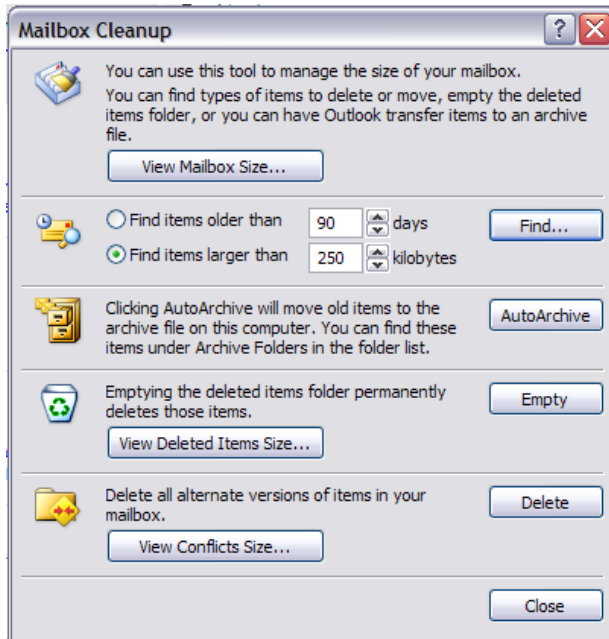 Mailbox Cleanup
You can use this tool to manage the size of your mailbox.
You can find types of items to delete or move, empty the deleted
items folder, or you can have Outlook transfer items to an archive
file.
View Mailbox Size...
Find items older than 90 days Find...
Find items larger than 250 kilobytes
Clicking AutoArchive will move old items to the
archive file on this computer. You can find these
items under Archive Folders in the folder list.
AutoArchive
Emptying the deleted items folder permanently
deletes those items.
Empty
View Deleted Items Size...
Delete all alternate versions of items in your
mailbox.
Delete
View Conflicts Size...
Close